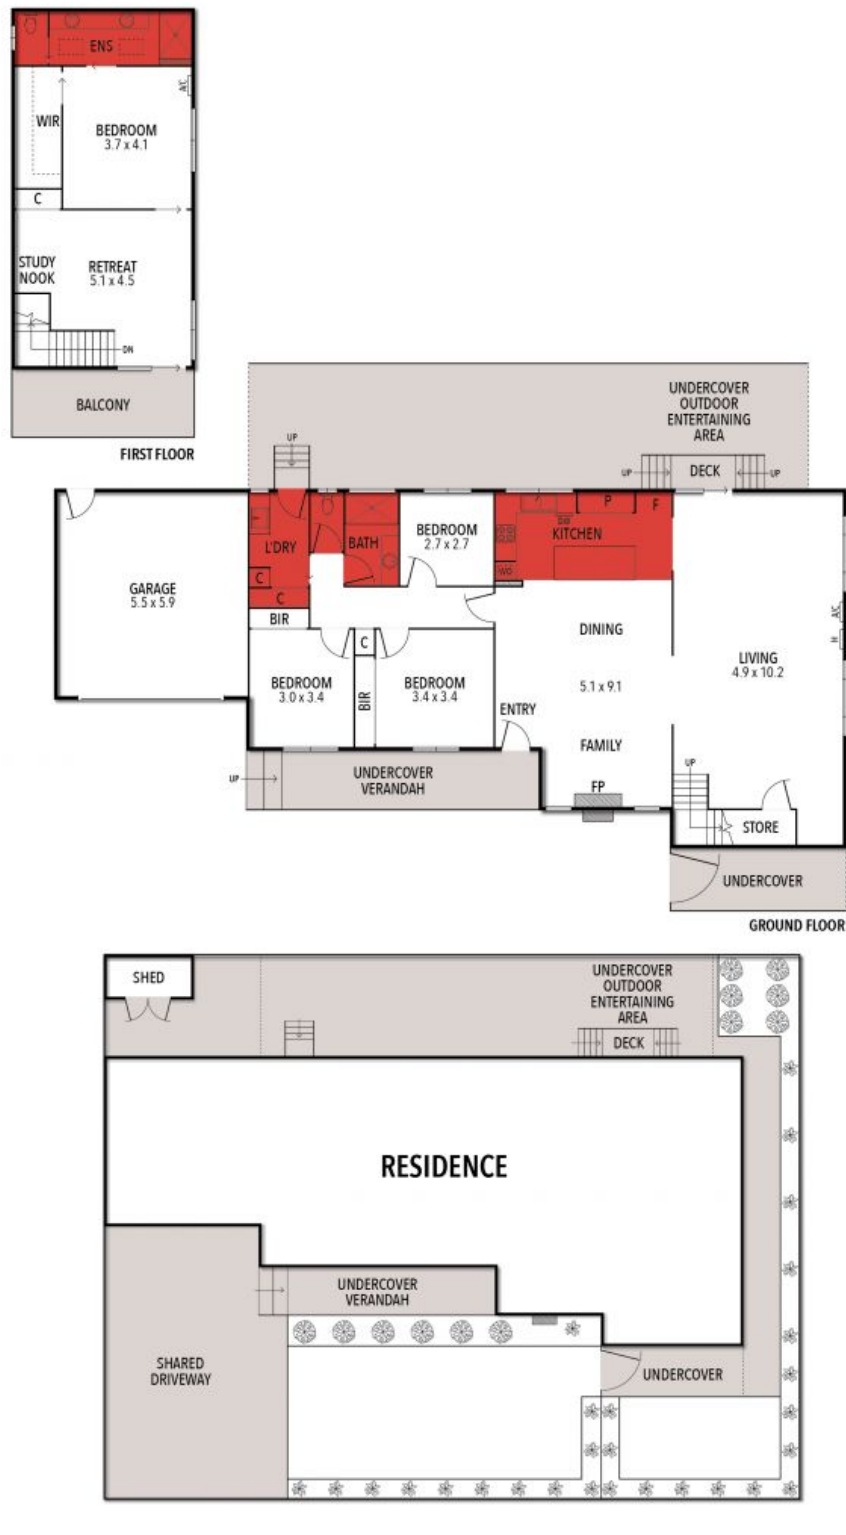 ENS
A/C
WIR
BEDROOM
3.7 x 4.1
C
STUDY
NOOK
RETREAT
5.1 x 4.5
DN
BALCONY
FIRST FLOOR
UNDERCOVER
OUTDOOR
ENTERTAINING
AREA
UP
UP
DECK
UP
P
F
BEDROOM
2.7 x 2.7
KITCHEN
L'DRY
BATH
WO
C
C
GARAGE
5.5 x 5.9
BIR
A/C
H
DINING
C
LIVING
4.9 x 10.2
BEDROOM
3.0 x 3.4
BIR
BEDROOM
3.4 x 3.4
5.1 x 9.1
ENTRY
FAMILY
UP
UP
UNDERCOVER
VERANDAH
FP
STORE
UNDERCOVER
GROUND FLOOR
SHED
UNDERCOVER
OUTDOOR
ENTERTAINING
AREA
DECK
RESIDENCE
UNDERCOVER
VERANDAH
SHARED
DRIVEWAY
UNDERCOVER